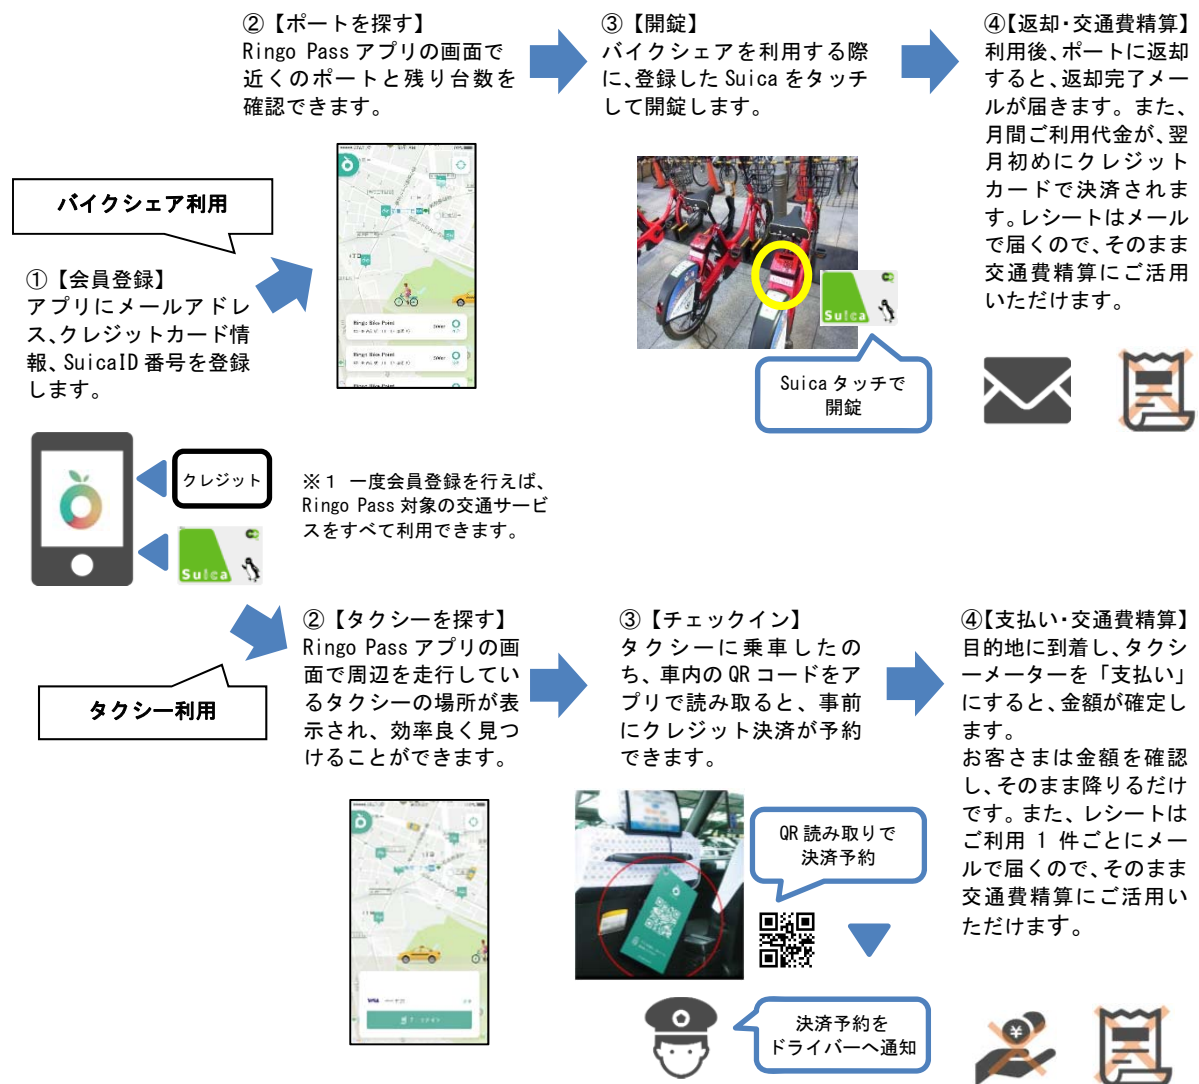 ②【ポートを探す】
Ringo Pass アプリの画面で
近くのポートと残り台数を
確認できます。
③【開錠】
バイクシェアを利用する際
に、登録した Suica をタッチ
して開錠します。
④【返却・交通費精算】
利用後、ポートに返却
すると、返却完了メー
ルが届きます。また、
月間ご利用代金が、翌
月初めにクレジット
カードで決済されま
す。レシートはメール
で届くので、そのまま
交通費精算にご活用
いただけます。
バイクシェア利用
①【会員登録】
アプリにメールアドレ
ス、クレジットカード情
報、SuicaID 番号を登録
します。
Ringo Bike Point
Ringo Bike Point
Suica
Suica タッチで
開錠
クレジット
Suica
※１ 一度会員登録を行えば、
Ringo Pass 対象の交通サービ
スをすべて利用できます。
タクシー利用
②【タクシーを探す】
Ringo Pass アプリの画
面で周辺を走行してい
るタクシーの場所が表
示され、効率良く見つ
けることができます。
③【チェックイン】
タクシーに乗車したの
ち、車内の QR コードをア
プリで読み取ると、事前
にクレジット決済が予約
できます。
④【支払い・交通費精算】
目的地に到着し、タクシ
ーメーターを「支払い」
にすると、金額が確定し
ます。
お客さまは金額を確認
し、そのまま降りるだけ
です。また、レシートは
ご利用 1 件ごとにメー
ルで届くので、そのまま
交通費精算にご活用い
ただけます。
VISA
QR 読み取りで
決済予約
決済予約を
ドライバーへ通知
¥